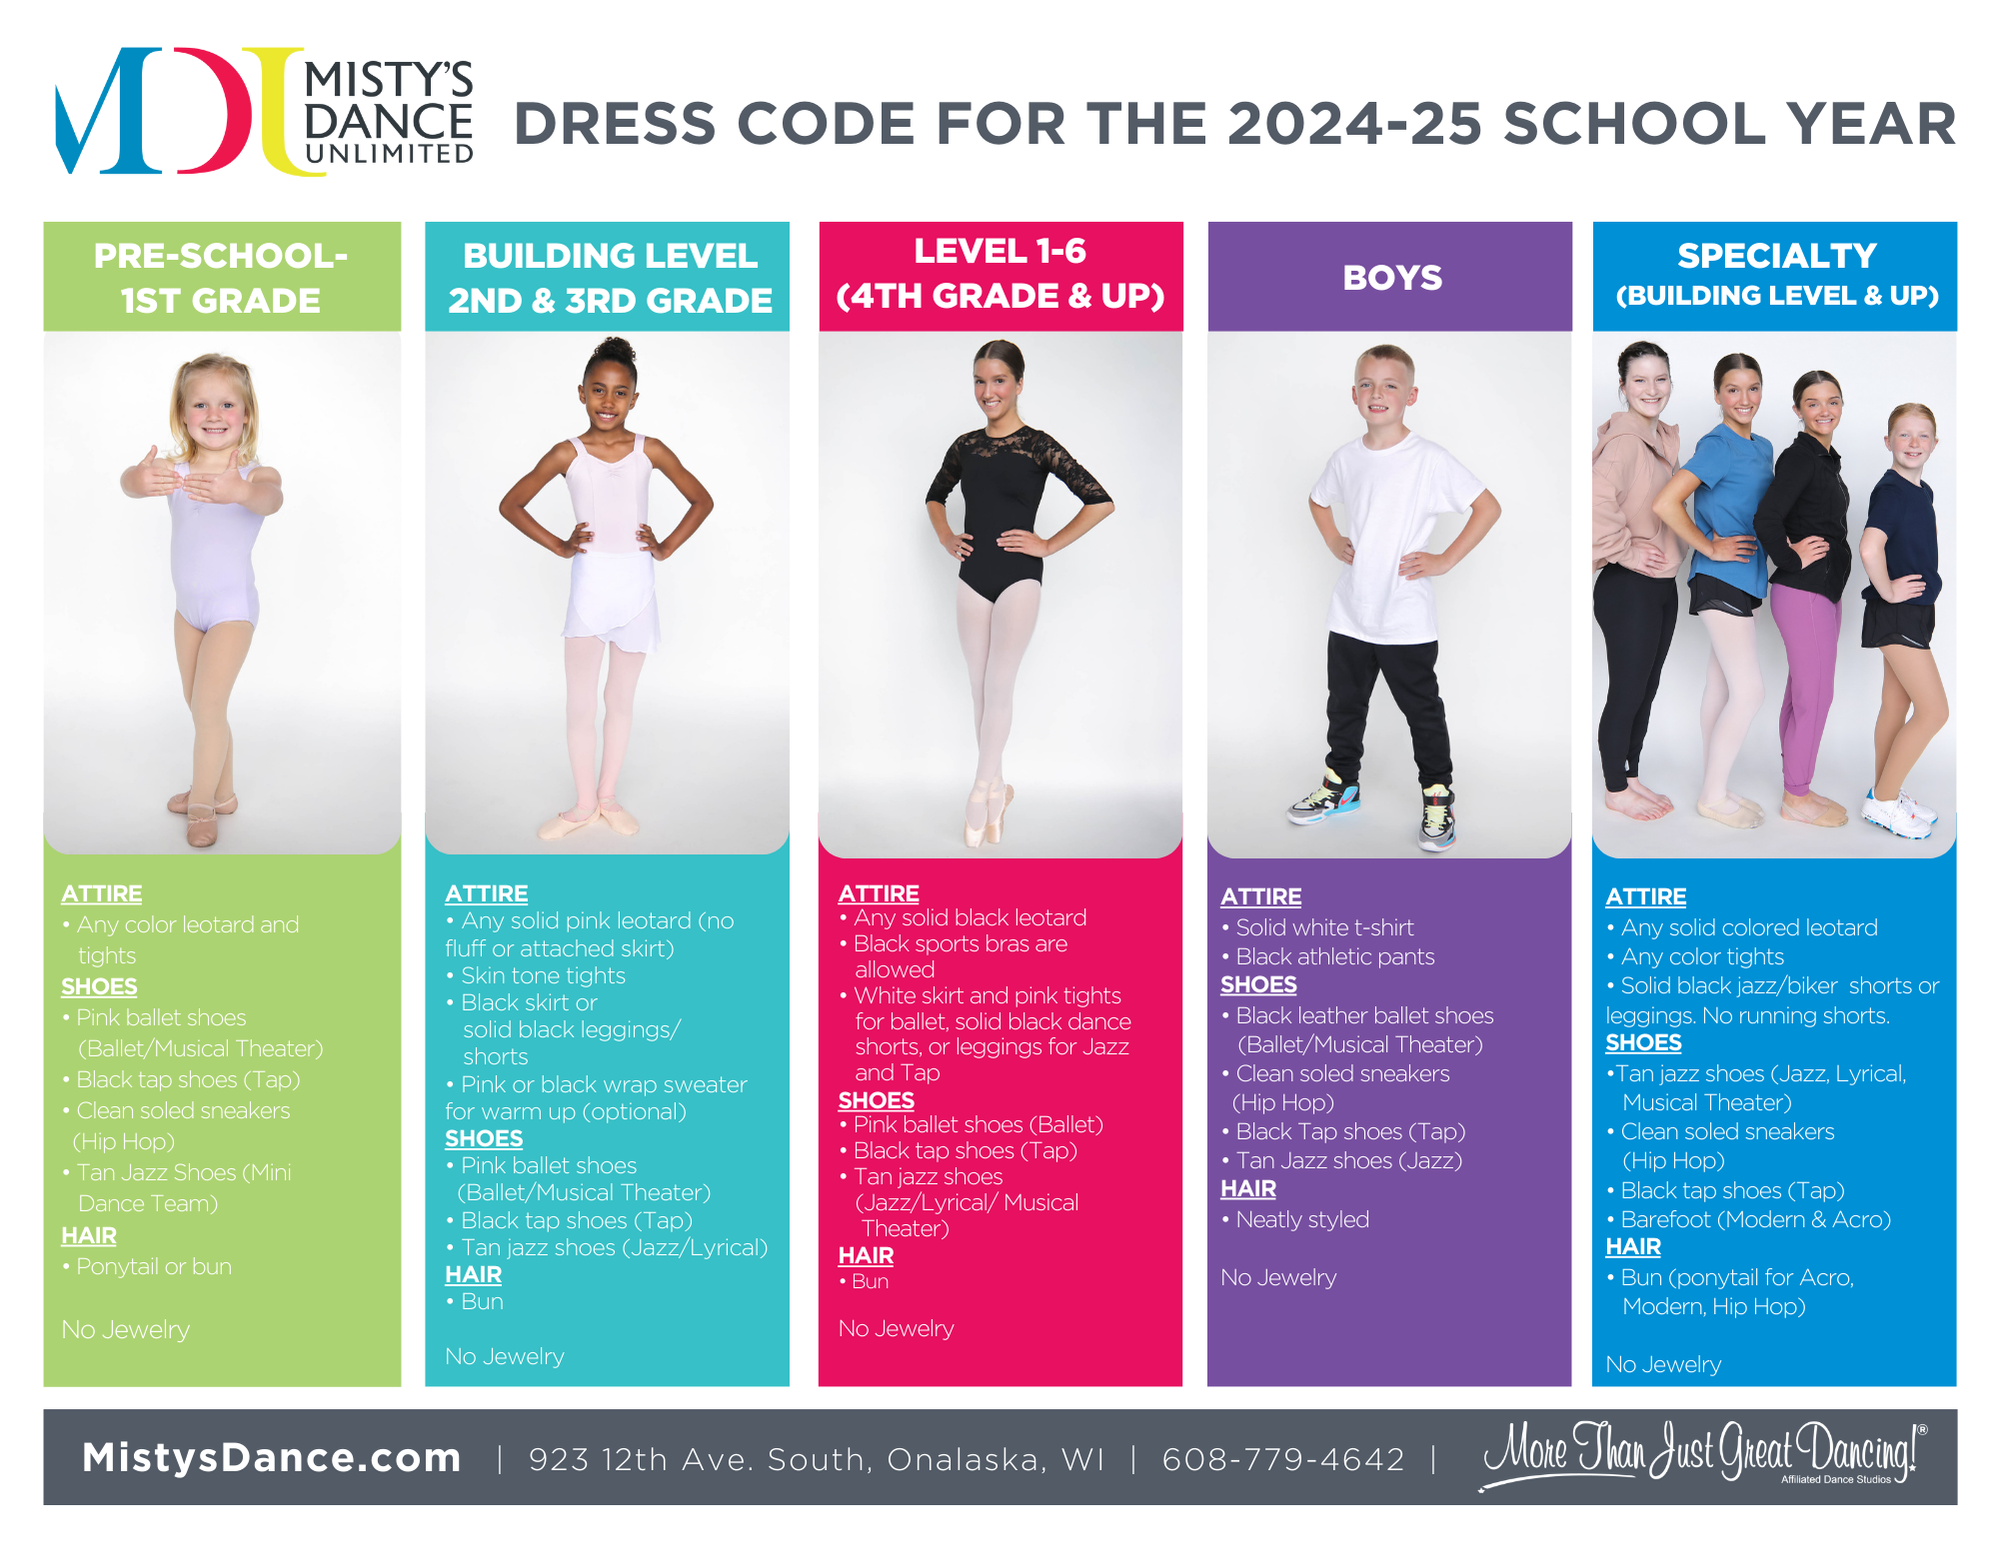 MDU
MISTY'S
DANCE
UNLIMITED
DRESS CODE FOR THE 2024-25 SCHOOL YEAR
PRE-SCHOOL-
1ST GRADE
ATTIRE
• Any color leotard and
tights
SHOES
• Pink ballet shoes
(Ballet/Musical Theater)
• Black tap shoes (Tap)
• Clean soled sneakers
(Hip Hop)
• Tan Jazz Shoes (Mini
Dance Team)
HAIR
• Ponytail or bun
No Jewelry
BUILDING LEVEL
2ND & 3RD GRADE
ATTIRE
• Any solid pink leotard (no
fluff or attached skirt)
• Skin tone tights
• Black skirt or
solid black leggings/
shorts
• Pink or black wrap sweater
for warm up (optional)
SHOES
• Pink ballet shoes
(Ballet/Musical Theater)
• Black tap shoes (Tap)
• Tan jazz shoes (Jazz/Lyrical)
HAIR
• Bun
No Jewelry
LEVEL 1-6
(4TH GRADE & UP)
ATTIRE
• Any solid black leotard
• Black sports bras are
allowed
• White skirt and pink tights
for ballet, solid black dance
shorts, or leggings for Jazz
and Tap
SHOES
• Pink ballet shoes (Ballet)
• Black tap shoes (Tap)
• Tan jazz shoes
(Jazz/Lyrical/ Musical
Theater)
HAIR
• Bun
No Jewelry
BOYS
ATTIRE
• Solid white t-shirt
• Black athletic pants
SHOES
• Black leather ballet shoes
(Ballet/Musical Theater)
• Clean soled sneakers
(Hip Hop)
• Black Tap shoes (Tap)
• Tan Jazz shoes (Jazz)
HAIR
• Neatly styled
No Jewelry
SPECIALTY
(BUILDING LEVEL & UP)
ATTIRE
• Any solid colored leotard
• Any color tights
• Solid black jazz/biker  shorts or
leggings. No running shorts.
SHOES
•Tan jazz shoes (Jazz, Lyrical,
Musical Theater)
• Clean soled sneakers
(Hip Hop)
• Black tap shoes (Tap)
• Barefoot (Modern & Acro)
HAIR
• Bun (ponytail for Acro,
Modern, Hip Hop)
No Jewelry
MistysDance.com | 923 12th Ave. South, Onalaska, WI | 608-779-4642 |
More Than Just Great Dancing!®
Affiliated Dance Studios